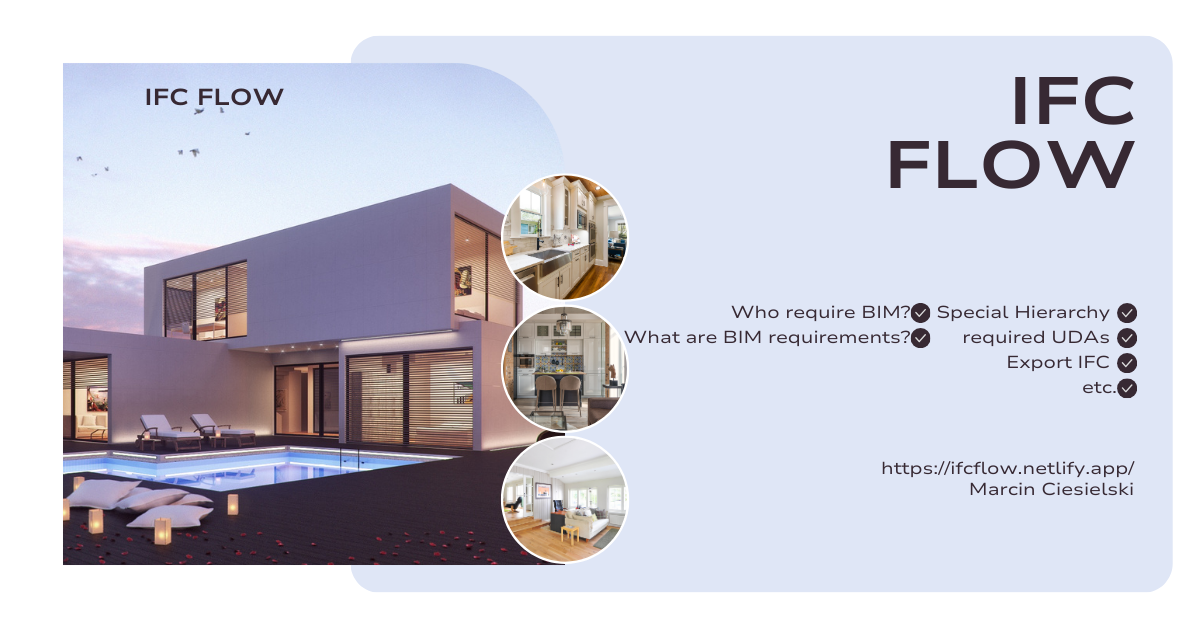 IFC FLOW
IFC
FLOW
Who require BIM?
What are BIM requirements?
Special Hierarchy
required UDAs
Export IFC
etc.
https://ifcflow.netlify.app/
Marcin Ciesielski